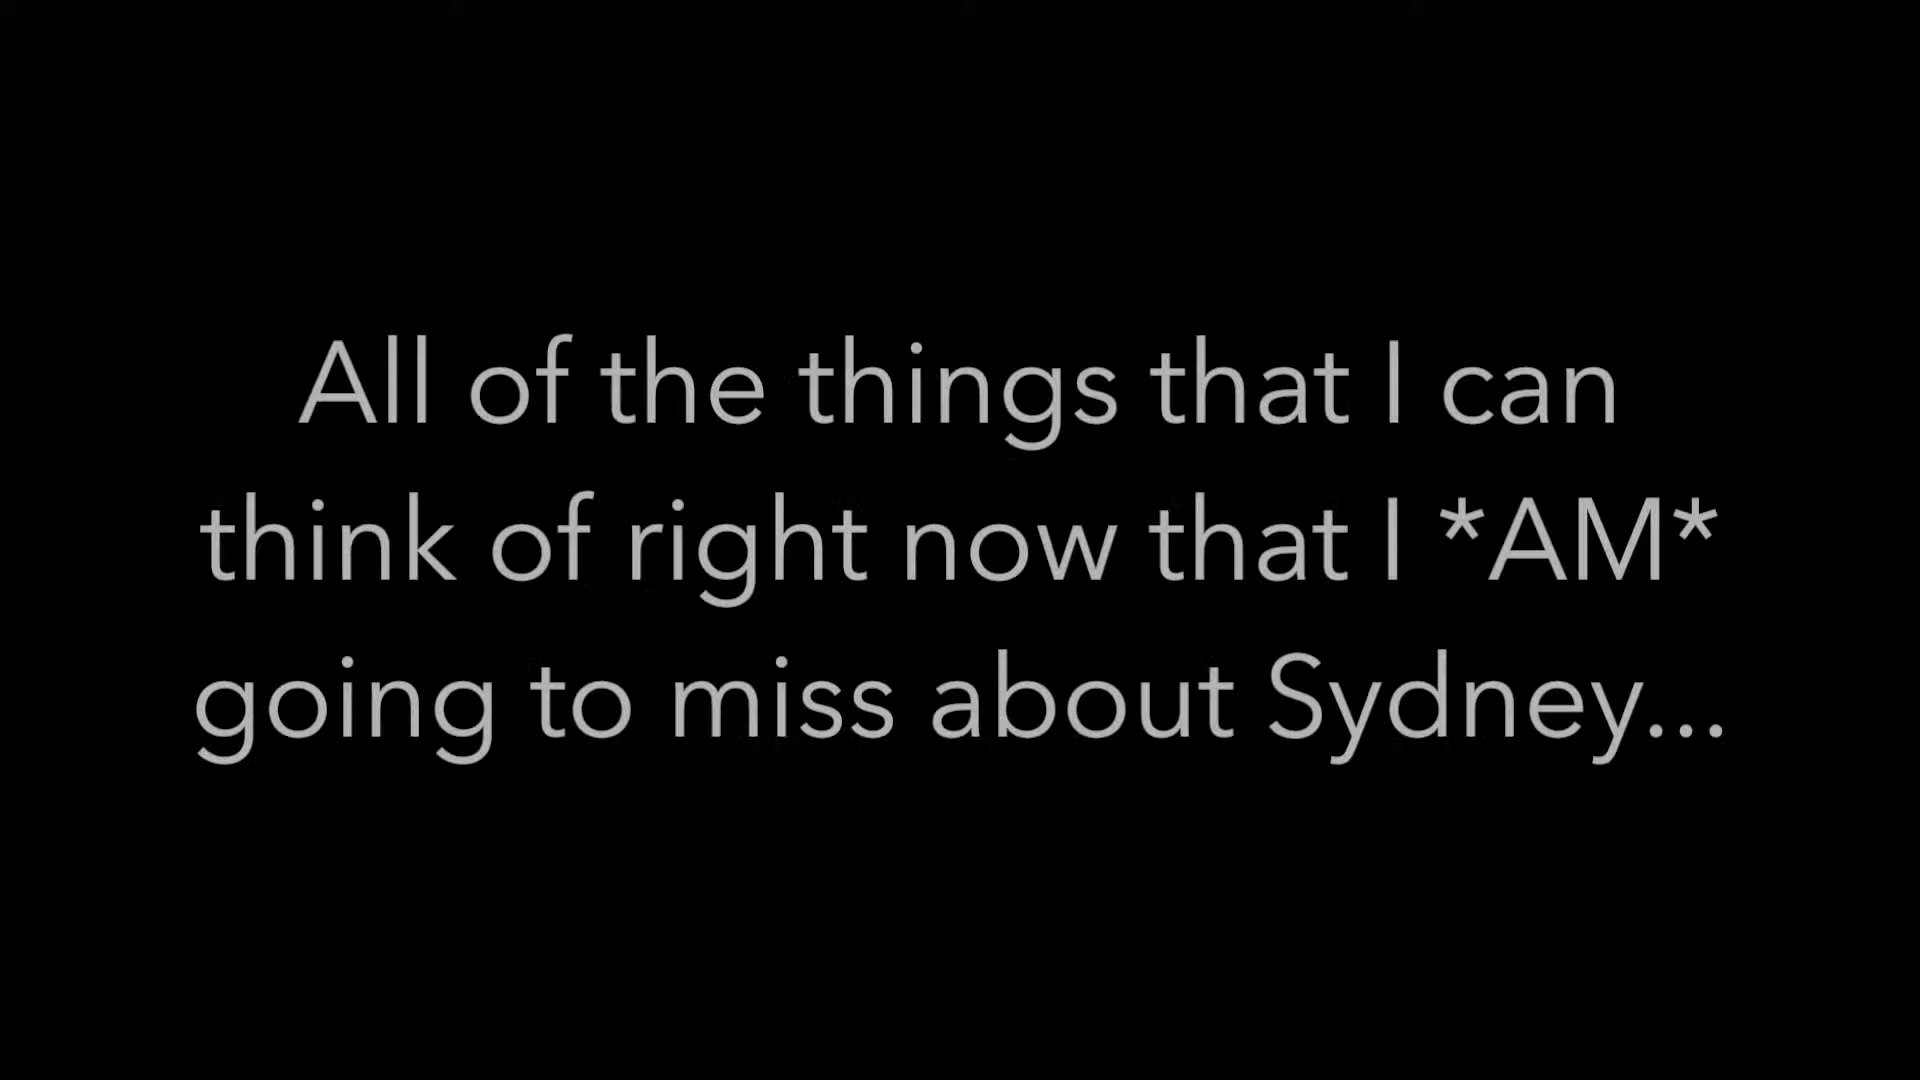 All of the things that I can
think of right now that I *AM*
going to miss about Sydney...